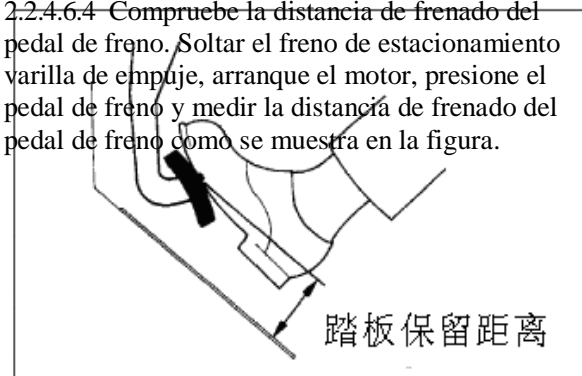 2.2.4.6.4 Compruebe la distancia de frenado del
pedal de freno. Soltar el freno de estacionamiento
varilla de empuje, arranque el motor, presione el
pedal de freno y medir la distancia de frenado del
pedal de freno como se muestra en la figura.
踏板保留距离